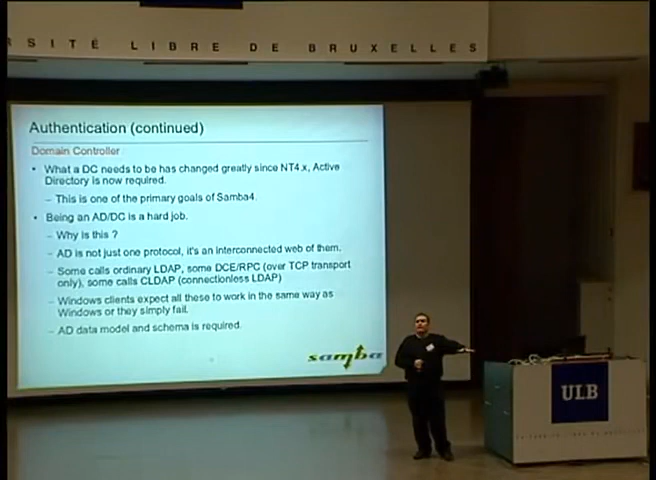 SITÉ LIBRE DE BRUXELLES
Authentication (continued)
Domain Controller
• What a DC needs to be has changed greatly since NT4.x, Active
Directory is now required.
– This is one of the primary goals of Samba4.
• Being an AD/DC is a hard job.
– Why is this ?
– AD is not just one protocol, it's an interconnected web of them.
– Some calls ordinary LDAP, some DCE/RPC (over TCP transport
only), some calls CLDAP (connectionless LDAP)
– Windows clients expect all these to work in the same way as
Windows or they simply fail.
– AD data model and schema is required.
samba
ULB